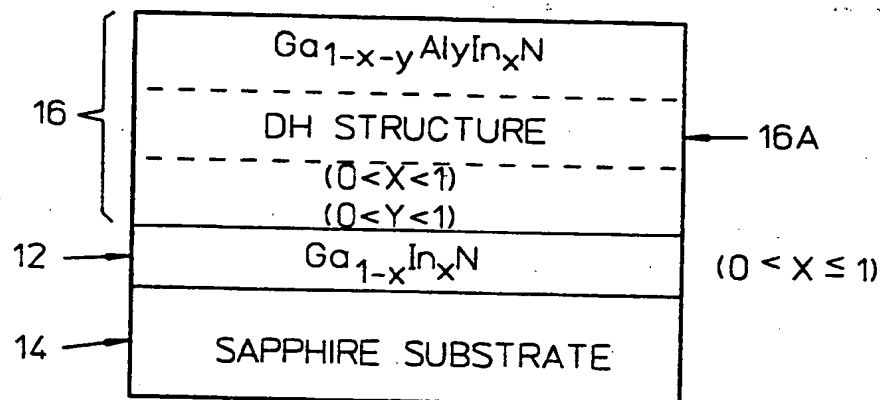 Ga1-x-yAlyInxN
16
DH STRUCTURE
16A
(0<X<1)
(0<Y<1)
12
Ga1-xInxN
(0 < X ≤ 1)
14
SAPPHIRE SUBSTRATE